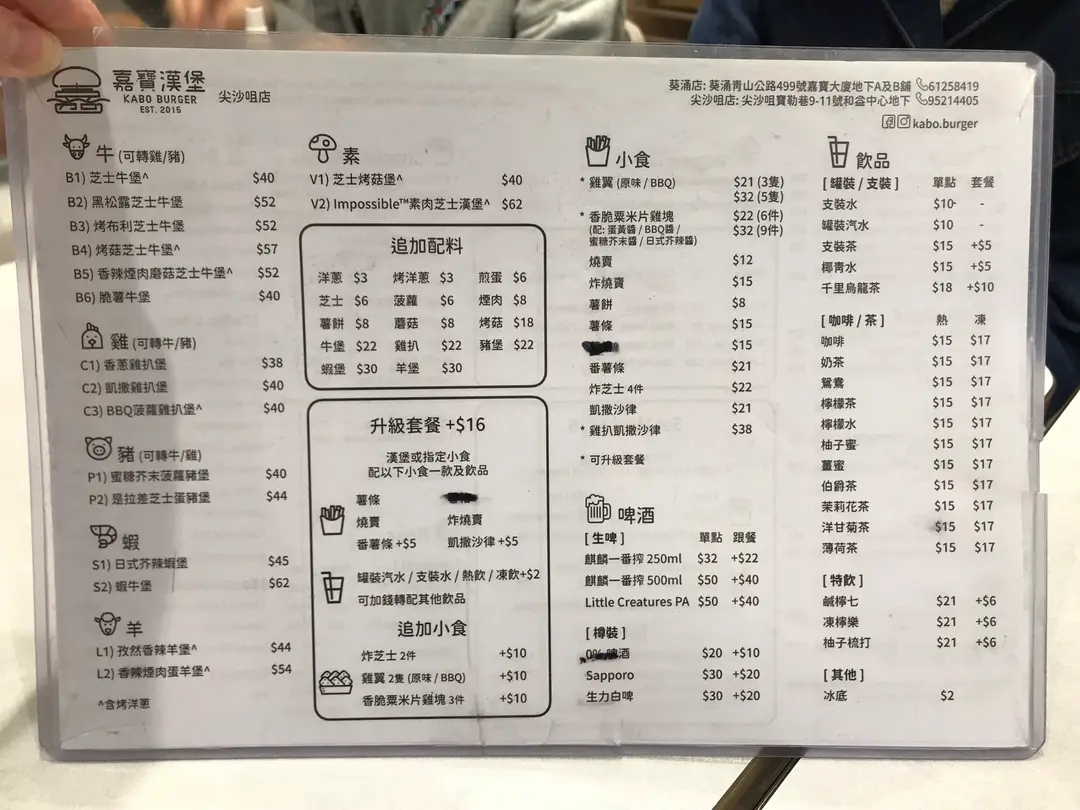 嘉寶漢堡
KABO BURGER
EST. 2015
尖沙咀店
葵涌店: 葵涌青山公路499號嘉寶大廈地下A及B舖 61258419
尖沙咀店: 尖沙咀寶勒巷9-11號和益中心地下 95214405
kabo.burger
牛 (可轉雞/豬)
B1) 芝士牛堡^ $40
B2) 黑松露芝士牛堡 $52
B3) 烤布利芝士牛堡 $52
B4) 烤菇芝士牛堡^ $57
B5) 香辣煙肉磨菇芝士牛堡^ $52
B6) 脆薯牛堡 $40
雞 (可轉牛/豬)
C1) 香蔥雞扒堡 $38
C2) 凱撒雞扒堡 $40
C3) BBQ菠蘿雞扒堡^ $40
豬 (可轉牛/雞)
P1) 蜜糖芥末菠蘿豬堡 $40
P2) 是拉差芝士蛋豬堡 $44
蝦
S1) 日式芥辣蝦堡 $45
S2) 蝦牛堡 $62
羊
L1) 孜然香辣羊堡^ $44
L2) 香辣煙肉蛋羊堡^ $54
^含烤洋蔥
素
V1) 芝士烤菇堡^ $40
V2) Impossible™素肉芝士漢堡^ $62
追加配料
洋蔥 $3 烤洋蔥 $3 煎蛋 $6
芝士 $6 菠蘿 $6 煙肉 $8
薯餅 $8 蘑菇 $8 烤菇 $18
牛堡 $22 雞扒 $22 豬堡 $22
蝦堡 $30 羊堡 $30
升級套餐 +$16
漢堡或指定小食
配以下小食一款及飲品
薯條
燒賣 炸燒賣
番薯條 +$5 凱撒沙律 +$5
罐裝汽水 / 支裝水 / 熱飲 / 凍飲+$2
可加錢轉配其他飲品
追加小食
炸芝士 2件 +$10
雞翼 2隻 (原味 / BBQ) +$10
香脆粟米片雞塊 3件 +$10
小食
* 雞翼 (原味 / BBQ) $21 (3隻)
$32 (5隻)
* 香脆粟米片雞塊 $22 (6件)
(配: 蛋黃醬 / BBQ醬 / $32 (9件)
蜜糖芥末醬 / 日式芥辣醬)
燒賣 $12
炸燒賣 $15
薯餅 $8
薯條 $15
$15
番薯條 $21
炸芝士 4件 $22
凱撒沙律 $21
* 雞扒凱撒沙律 $38
* 可升級套餐
啤酒
[ 生啤 ] 單點 跟餐
麒麟一番搾 250ml $32 +$22
麒麟一番搾 500ml $50 +$40
Little Creatures PA $50 +$40
[ 樽裝 ]
0% 啤酒 $20 +$10
Sapporo $30 +$20
生力白啤 $30 +$20
飲品
[ 罐裝 / 支裝 ] 單點 套餐
支裝水 $10 -
罐裝汽水 $10 -
支裝茶 $15 +$5
椰青水 $15 +$5
千里烏龍茶 $18 +$10
[ 咖啡 / 茶 ] 熱 凍
咖啡 $15 $17
奶茶 $15 $17
鴛鴦 $15 $17
檸檬茶 $15 $17
檸檬水 $15 $17
柚子蜜 $15 $17
薑蜜 $15 $17
伯爵茶 $15 $17
茉莉花茶 $15 $17
洋甘菊茶 $15 $17
薄荷茶 $15 $17
[ 特飲 ]
鹹檸七 $21 +$6
凍檸樂 $21 +$6
柚子梳打 $21 +$6
[ 其他 ]
冰底 $2